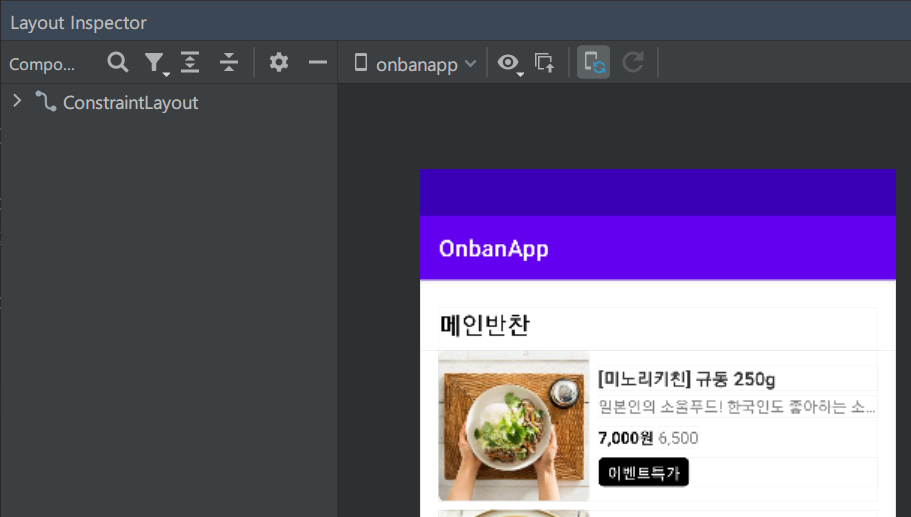 Layout Inspector
Compo...
onbanapp
ConstraintLayout
OnbanApp
메인반찬
[미노리키친] 규동 250g
일본인의 소울푸드! 한국인도 좋아하는 소...
7,000원 6,500
이벤트특가